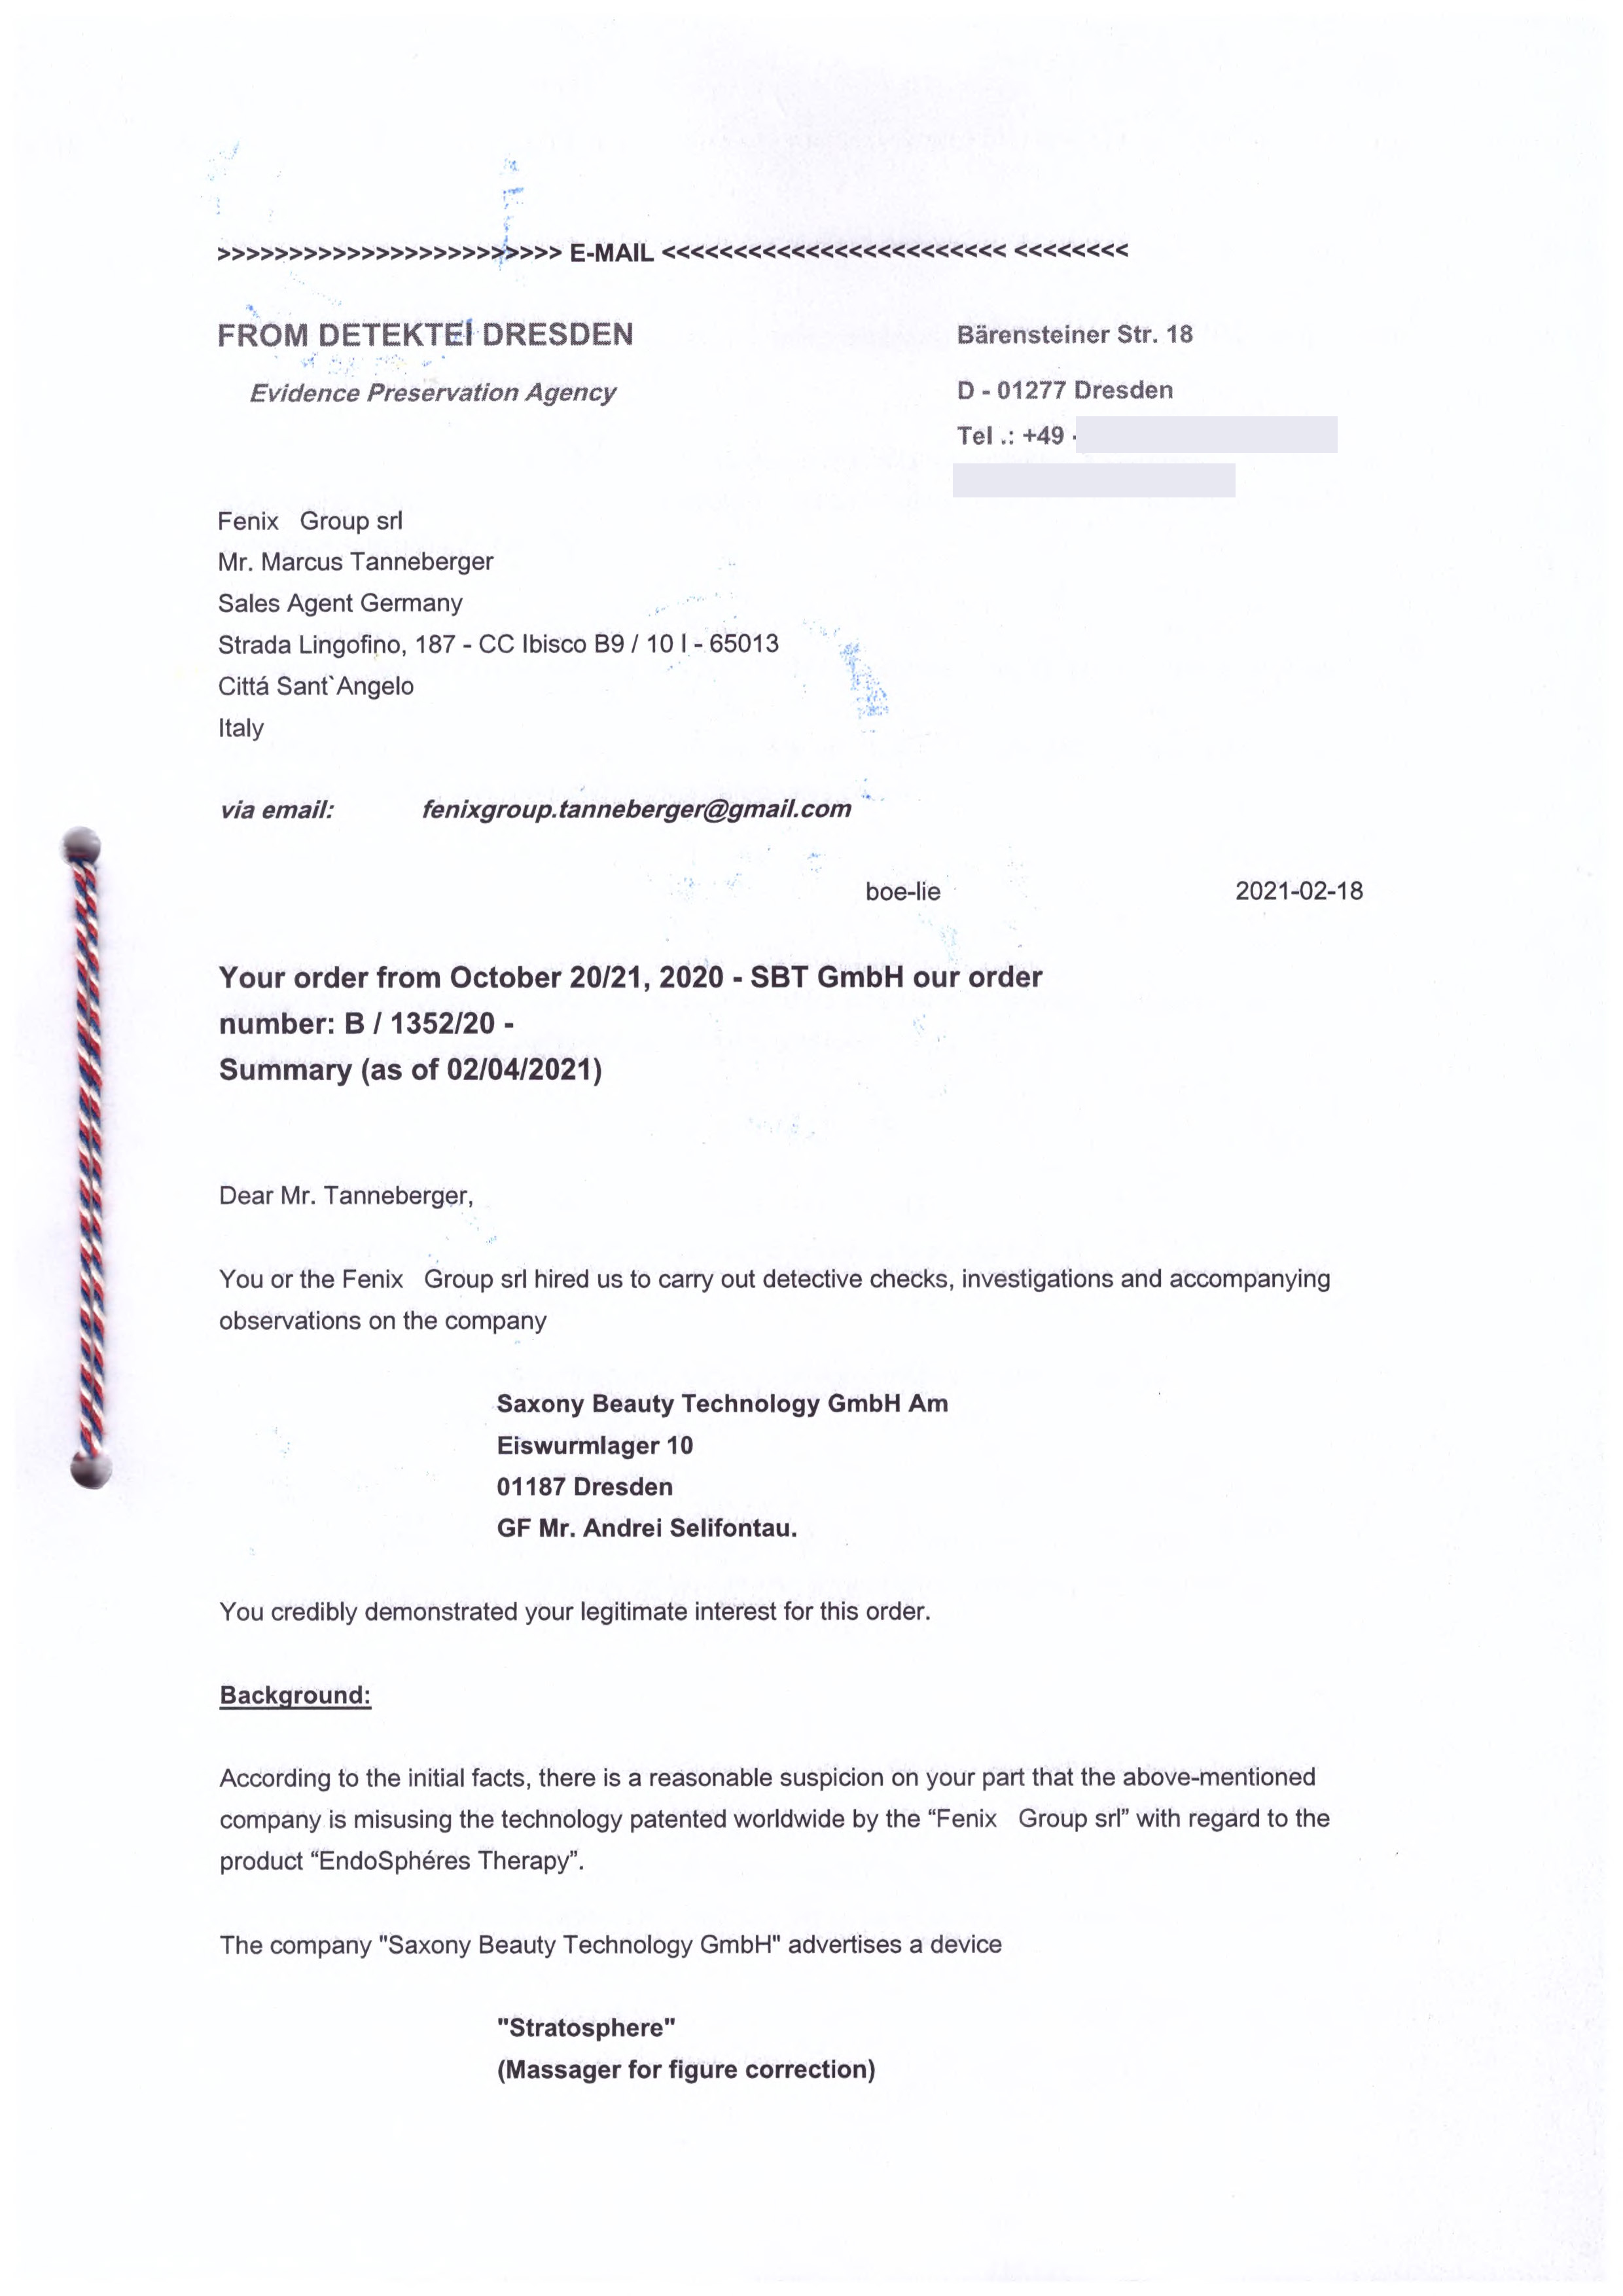 >>>>>>>>>>>>>>>>>>>>>>>> E-MAIL <<<<<<<<<<<<<<<<<<<<<<<< <<<<<<<<
FROM DETEKTEI DRESDEN
Evidence Preservation Agency
Bärensteiner Str. 18
D - 01277 Dresden
Tel .: +49 -
Fenix Group srl
Mr. Marcus Tanneberger
Sales Agent Germany
Strada Lingofino, 187 - CC Ibisco B9 / 10 I - 65013
Cittá Sant`Angelo
Italy
via email: fenixgroup.tanneberger@gmail.com
boe-lie 2021-02-18
Your order from October 20/21, 2020 - SBT GmbH our order
number: B / 1352/20 -
Summary (as of 02/04/2021)
Dear Mr. Tanneberger,
You or the Fenix Group srl hired us to carry out detective checks, investigations and accompanying
observations on the company
Saxony Beauty Technology GmbH Am
Eiswurmlager 10
01187 Dresden
GF Mr. Andrei Selifontau.
You credibly demonstrated your legitimate interest for this order.
Background:
According to the initial facts, there is a reasonable suspicion on your part that the above-mentioned
company is misusing the technology patented worldwide by the “Fenix Group srl” with regard to the
product “EndoSphéres Therapy”.
The company "Saxony Beauty Technology GmbH" advertises a device
"Stratosphere"
(Massager for figure correction)